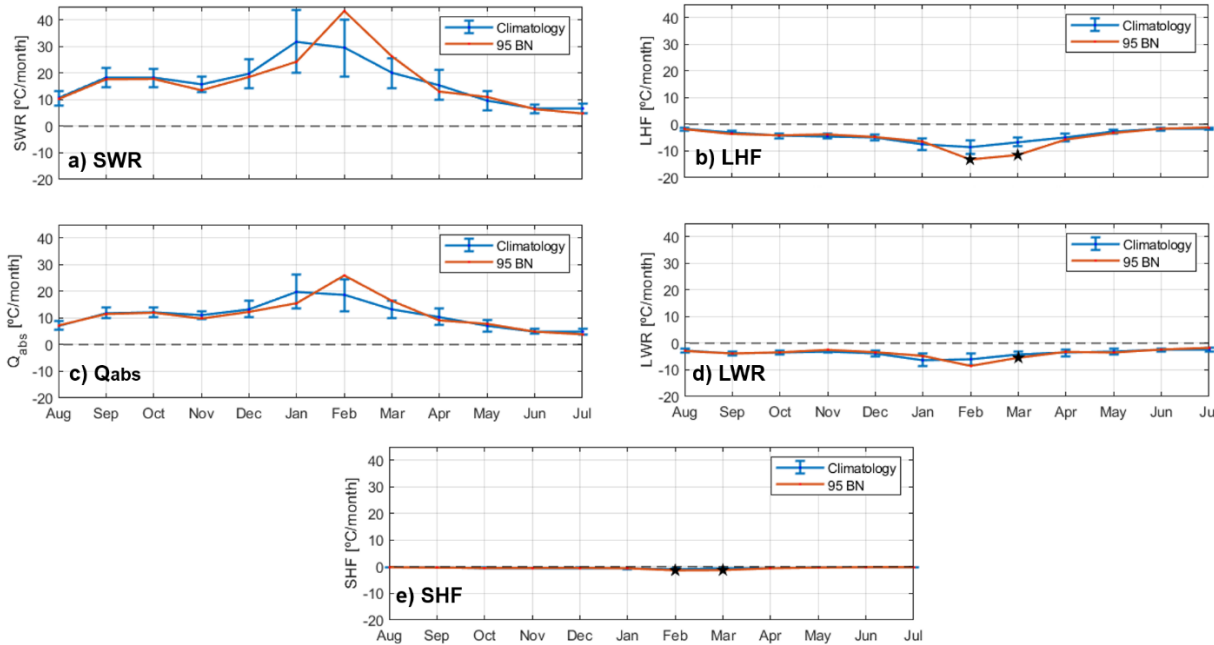 SWR [ºC/month]
40
30
20
10
0
-10
-20
Climatology
95 BN
a) SWR
LHF [ºC/month]
40
30
20
10
0
-10
-20
Climatology
95 BN
b) LHF
Qabs [ºC/month]
40
30
20
10
0
-10
-20
Climatology
95 BN
c) Qabs
Aug Sep Oct Nov Dec Jan Feb Mar Apr May Jun Jul
LWR [ºC/month]
40
30
20
10
0
-10
-20
Climatology
95 BN
d) LWR
Aug Sep Oct Nov Dec Jan Feb Mar Apr May Jun Jul
SHF [ºC/month]
40
30
20
10
0
-10
-20
Climatology
95 BN
e) SHF
Aug Sep Oct Nov Dec Jan Feb Mar Apr May Jun Jul